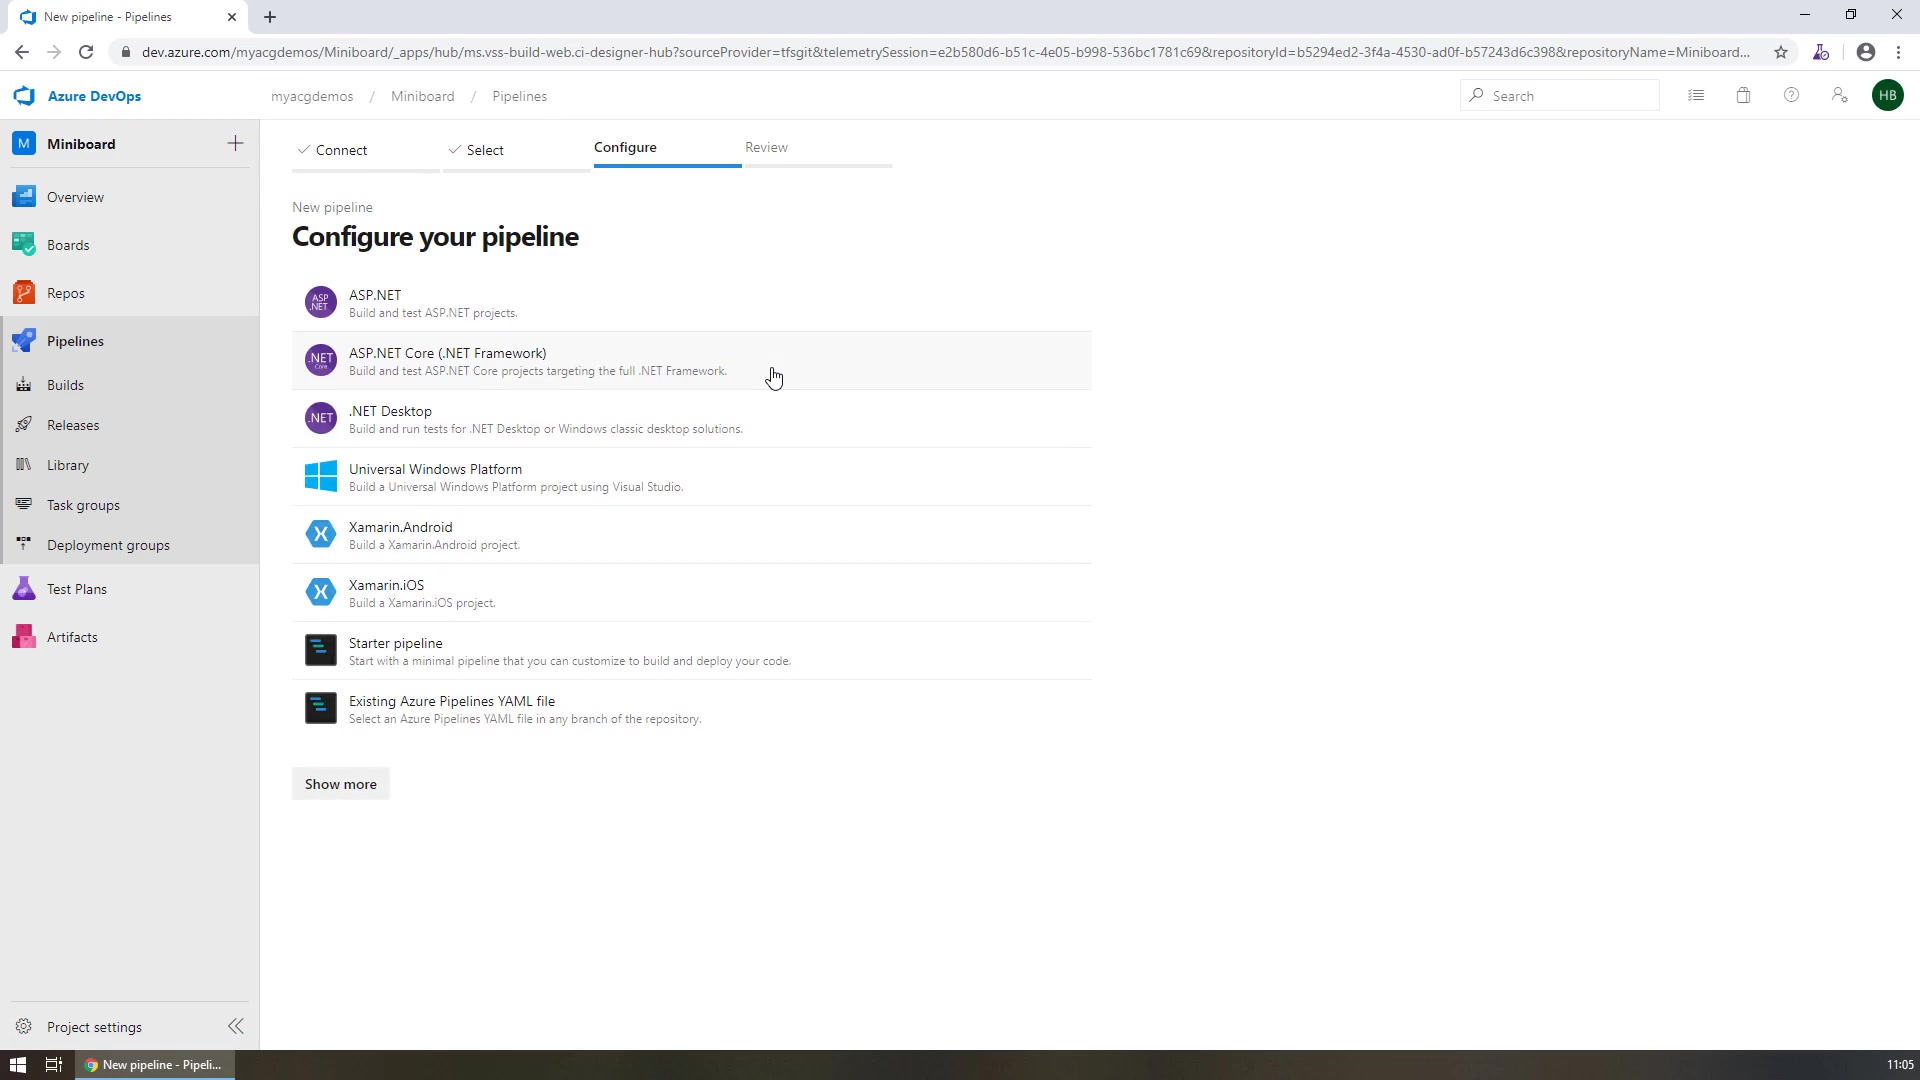 New pipeline - Pipelines
dev.azure.com/myacgdemos/Miniboard/_apps/hub/ms.vss-build-web.ci-designer-hub?sourceProvider=tfsgit&telemetrySession=e2b580d6-b51c-4e05-b998-536bc1781c69&repositoryId=b5294ed2-3f4a-4530-ad0f-b57243d6c398&repositoryName=Miniboard...
Azure DevOps
myacgdemos / Miniboard / Pipelines
Search
HB
M Miniboard
Overview
Boards
Repos
Pipelines
Builds
Releases
Library
Task groups
Deployment groups
Test Plans
Artifacts
Project settings
Connect
Select
Configure
Review
New pipeline
Configure your pipeline
ASP .NET
ASP.NET
Build and test ASP.NET projects.
.NET Core
ASP.NET Core (.NET Framework)
Build and test ASP.NET Core projects targeting the full .NET Framework.
.NET
.NET Desktop
Build and run tests for .NET Desktop or Windows classic desktop solutions.
Universal Windows Platform
Build a Universal Windows Platform project using Visual Studio.
Xamarin.Android
Build a Xamarin.Android project.
Xamarin.iOS
Build a Xamarin.iOS project.
Starter pipeline
Start with a minimal pipeline that you can customize to build and deploy your code.
Existing Azure Pipelines YAML file
Select an Azure Pipelines YAML file in any branch of the repository.
Show more
New pipeline - Pipeli...
11:05